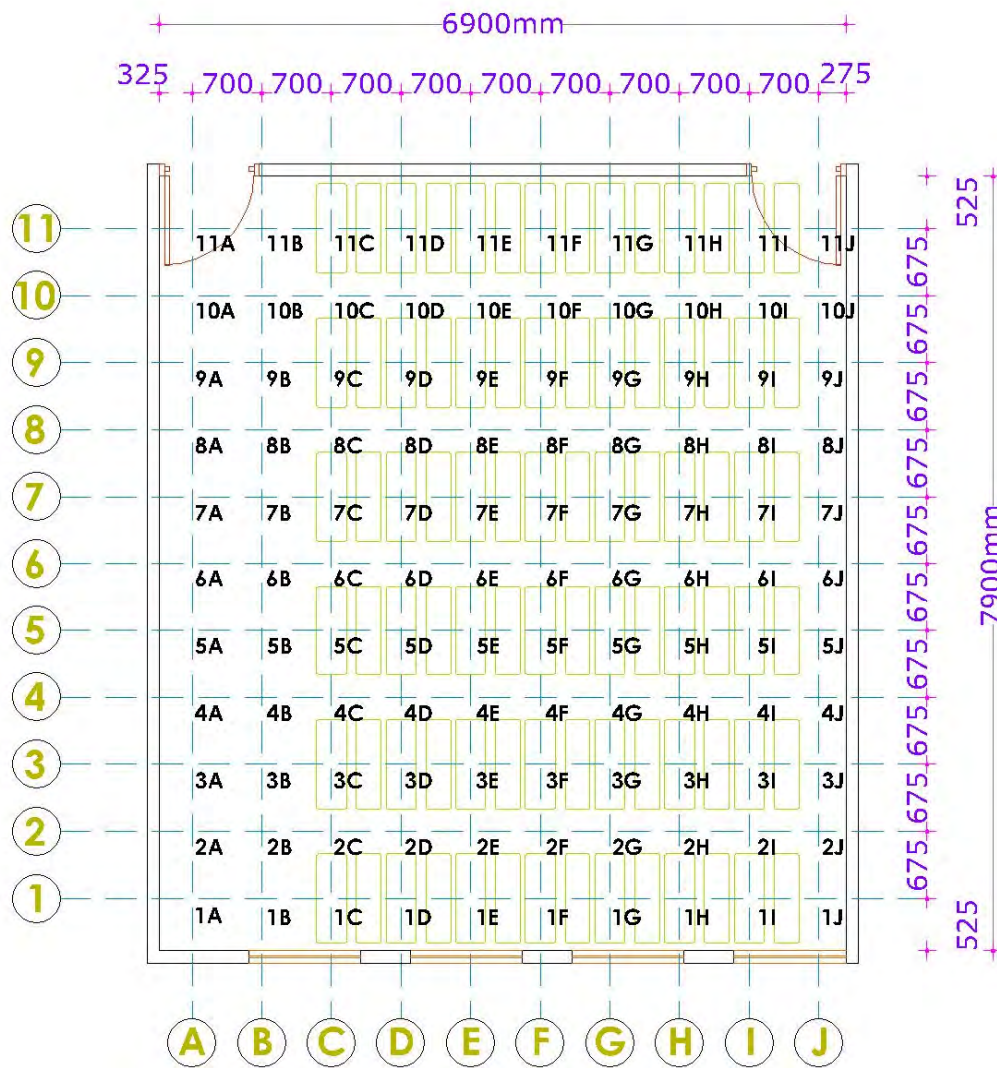 6900mm
325 700 700 700 700 700 700 700 700 700 275
525
11 11A 11B 11C 11D 11E 11F 11G 11H 11I 11J
675
10 10A 10B 10C 10D 10E 10F 10G 10H 10I 10J
675
9 9A 9B 9C 9D 9E 9F 9G 9H 9I 9J
675
8 8A 8B 8C 8D 8E 8F 8G 8H 8I 8J
675
7 7A 7B 7C 7D 7E 7F 7G 7H 7I 7J
675
7900mm
6 6A 6B 6C 6D 6E 6F 6G 6H 6I 6J
675
5 5A 5B 5C 5D 5E 5F 5G 5H 5I 5J
675
4 4A 4B 4C 4D 4E 4F 4G 4H 4I 4J
675
3 3A 3B 3C 3D 3E 3F 3G 3H 3I 3J
675
2 2A 2B 2C 2D 2E 2F 2G 2H 2I 2J
675
1 1A 1B 1C 1D 1E 1F 1G 1H 1I 1J
525
A B C D E F G H I J